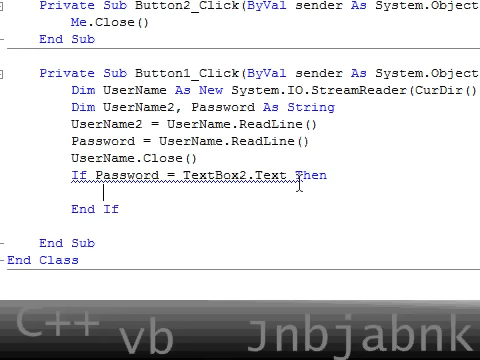 Private Sub Button2_Click(ByVal sender As System.Object
Me.Close()
End Sub
Private Sub Button1_Click(ByVal sender As System.Object
Dim UserName As New System.IO.StreamReader(CurDir()
Dim UserName2, Password As String
UserName2 = UserName.ReadLine()
Password = UserName.ReadLine()
UserName.Close()
If Password = TextBox2.Text Then
End If
End Sub
End Class
C++ vb Jnbjabnk